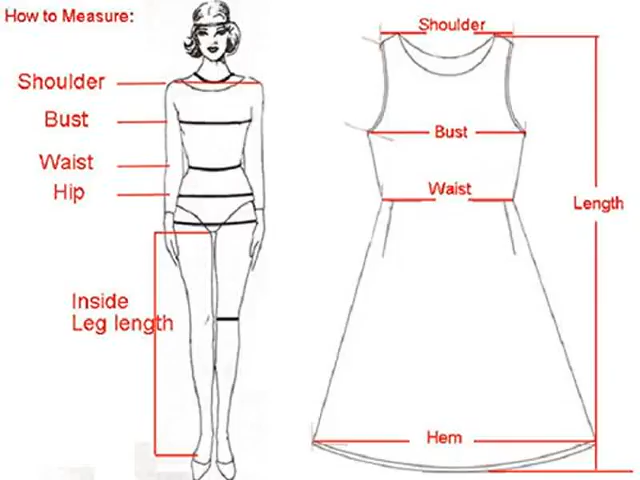 How to Measure:
Shoulder
Bust
Waist
Hip
Inside
Leg length
Shoulder
Bust
Waist
Length
Hem